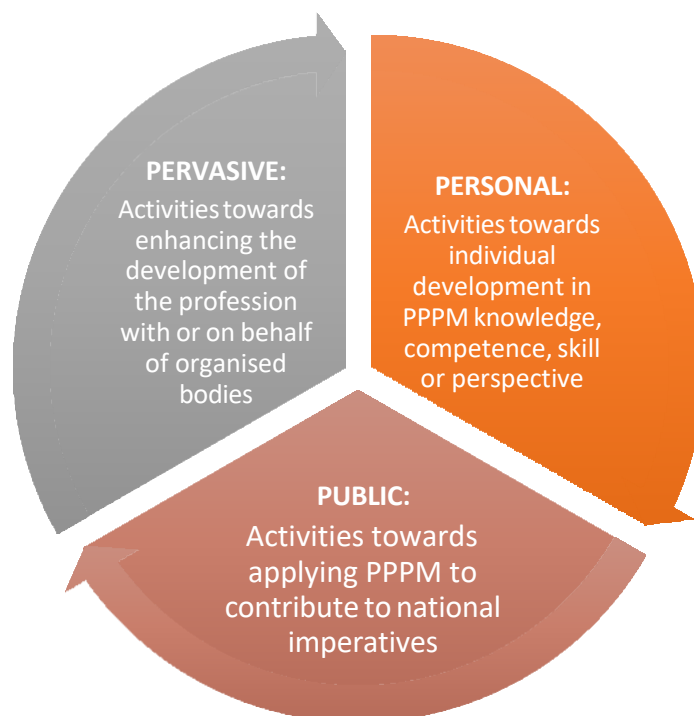 PERVASIVE:
Activities towards
enhancing the
development of
the profession
with or on behalf
of organised
bodies
PERSONAL:
Activities towards
individual
development in
PPPM knowledge,
competence, skill
or perspective
PUBLIC:
Activities towards
applying PPPM to
contribute to national
imperatives